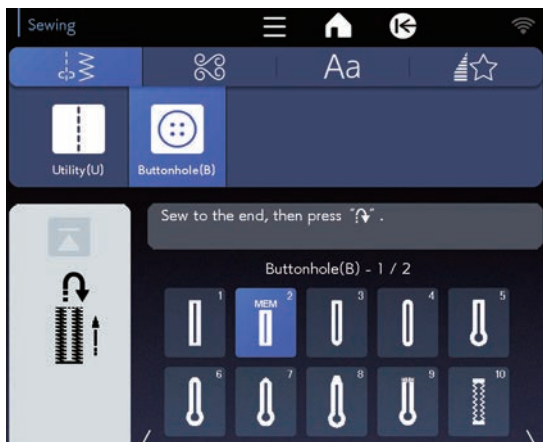 Sewing
Aa
Utility(U)
Buttonhole(B)
Sew to the end, then press "↷".
Buttonhole(B) - 1 / 2
1
MEM 2
3
4
5
6
7
8
9
10